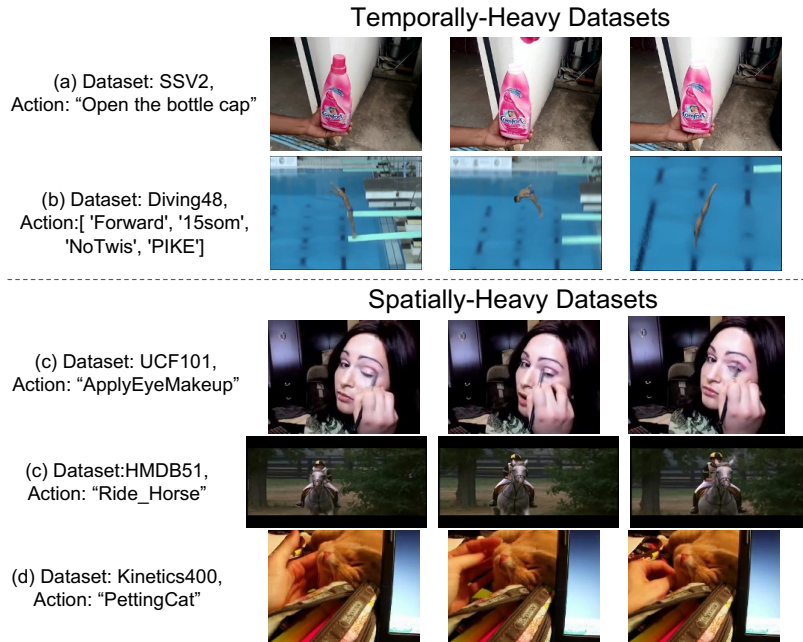 Temporally-Heavy Datasets
(a) Dataset: SSV2,
Action: “Open the bottle cap”
Comfort
(b) Dataset: Diving48,
Action:[ 'Forward', '15som',
'NoTwis', 'PIKE']
Spatially-Heavy Datasets
(c) Dataset: UCF101,
Action: “ApplyEyeMakeup”
(c) Dataset:HMDB51,
Action: “Ride_Horse”
(d) Dataset: Kinetics400,
Action: “PettingCat”